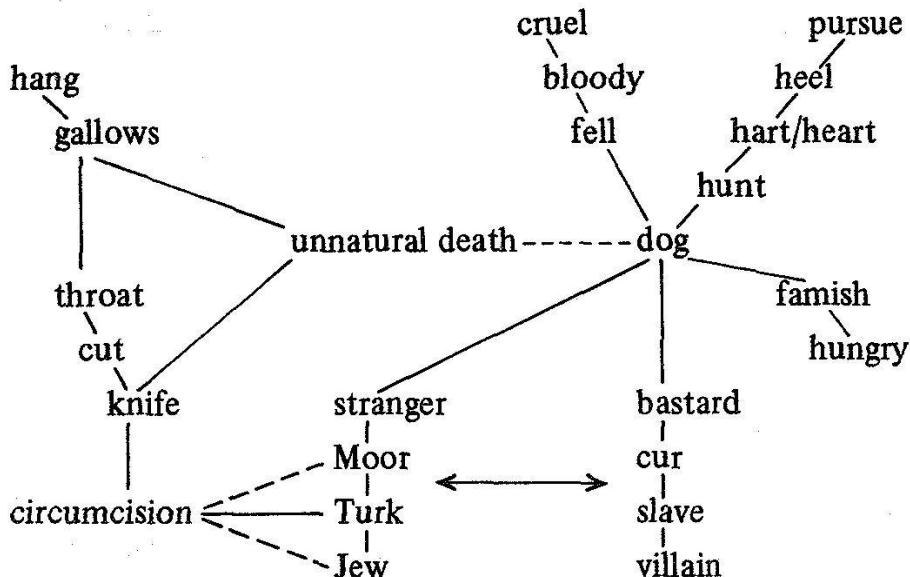 cruel pursue
hang bloody heel
gallows fell hart/heart
hunt
unnatural death dog
throat famish
cut hungry
knife stranger bastard
Moor cur
circumcision Turk slave
Jew villain